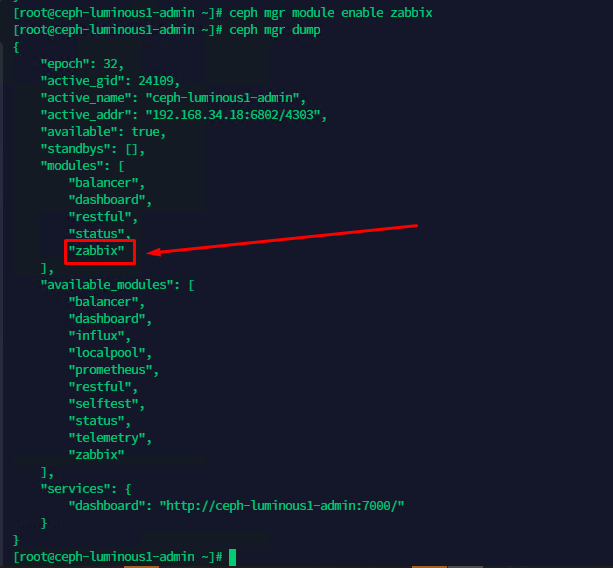 [root@ceph-luminous1-admin ~]# ceph mgr module enable zabbix
[root@ceph-luminous1-admin ~]# ceph mgr dump
{
    "epoch": 32,
    "active_gid": 24109,
    "active_name": "ceph-luminous1-admin",
    "active_addr": "192.168.34.18:6802/4303",
    "available": true,
    "standbys": [],
    "modules": [
        "balancer",
        "dashboard",
        "restful",
        "status",
        "zabbix"
    ],
    "available_modules": [
        "balancer",
        "dashboard",
        "influx",
        "localpool",
        "prometheus",
        "restful",
        "selftest",
        "status",
        "telemetry",
        "zabbix"
    ],
    "services": {
        "dashboard": "http://ceph-luminous1-admin:7000/"
    }
}
[root@ceph-luminous1-admin ~]#